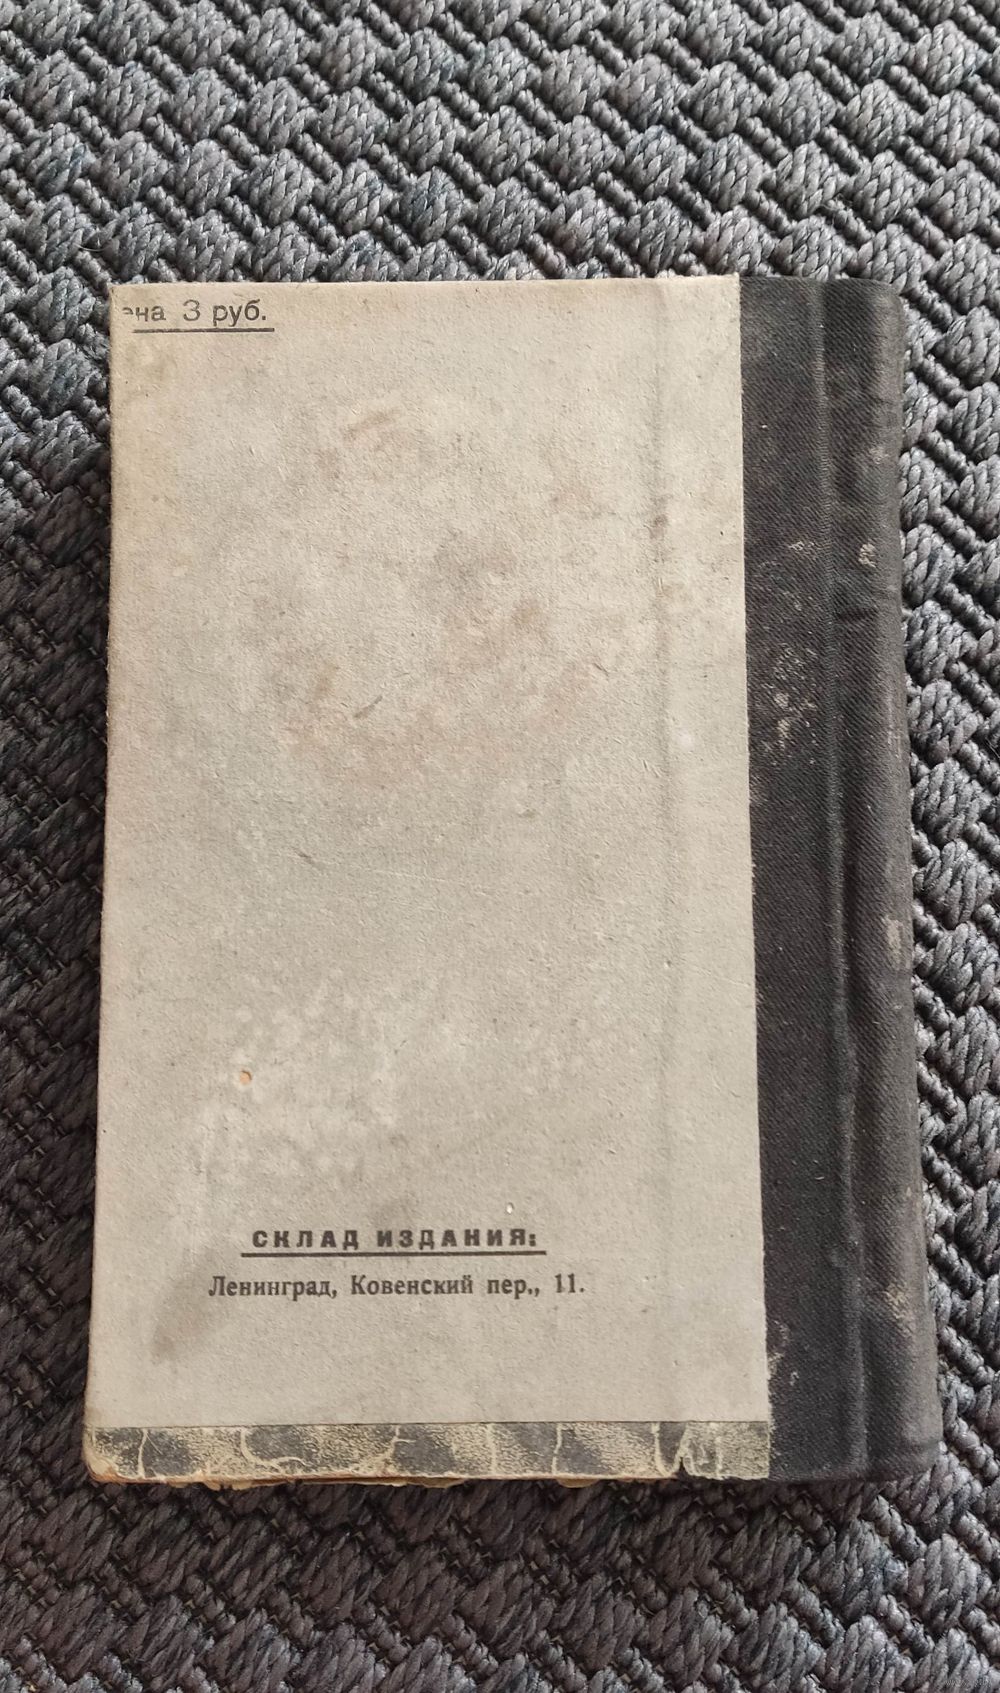 ена 3 руб.
СКЛАД ИЗДАНИЯ:
Ленинград, Ковенский пер., 11.